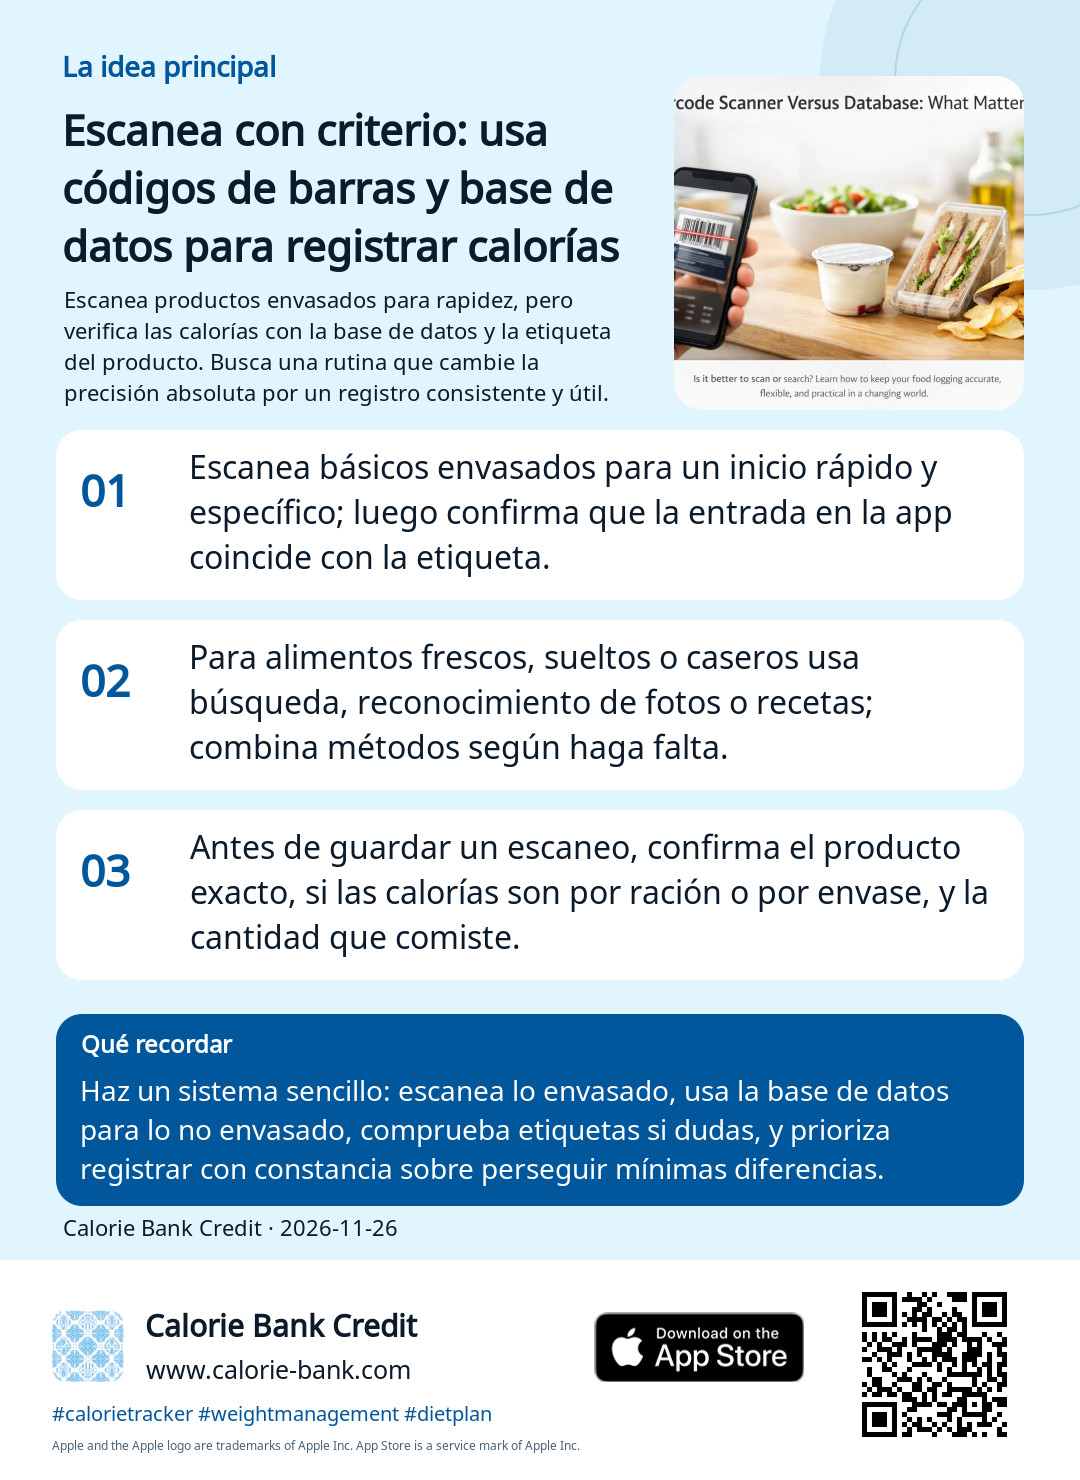 La idea principal
Escanea con criterio: usa
códigos de barras y base de
datos para registrar calorías
Escanea productos envasados para rapidez, pero
verifica las calorías con la base de datos y la etiqueta
del producto. Busca una rutina que cambie la
precisión absoluta por un registro consistente y útil.
rcode Scanner Versus Database: What Matter
Is it better to scan or search? Learn how to keep your food logging accurate,
flexible, and practical in a changing world.
01
Escanea básicos envasados para un inicio rápido y
específico; luego confirma que la entrada en la app
coincide con la etiqueta.
02
Para alimentos frescos, sueltos o caseros usa
búsqueda, reconocimiento de fotos o recetas;
combina métodos según haga falta.
03
Antes de guardar un escaneo, confirma el producto
exacto, si las calorías son por ración o por envase, y la
cantidad que comiste.
Qué recordar
Haz un sistema sencillo: escanea lo envasado, usa la base de datos
para lo no envasado, comprueba etiquetas si dudas, y prioriza
registrar con constancia sobre perseguir mínimas diferencias.
Calorie Bank Credit · 2026-11-26
Calorie Bank Credit
www.calorie-bank.com
Download on the
App Store
#calorietracker #weightmanagement #dietplan
Apple and the Apple logo are trademarks of Apple Inc. App Store is a service mark of Apple Inc.